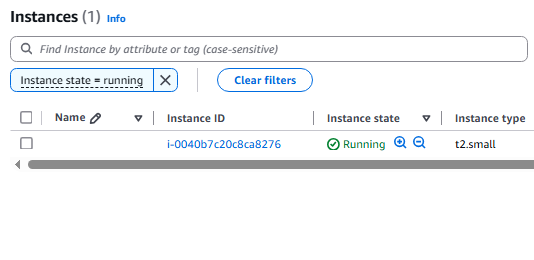 Instances (1) Info
Find Instance by attribute or tag (case-sensitive)
Instance state = running
Clear filters
Name Instance ID Instance state Instance type
i-0040b7c20c8ca8276 Running t2.small